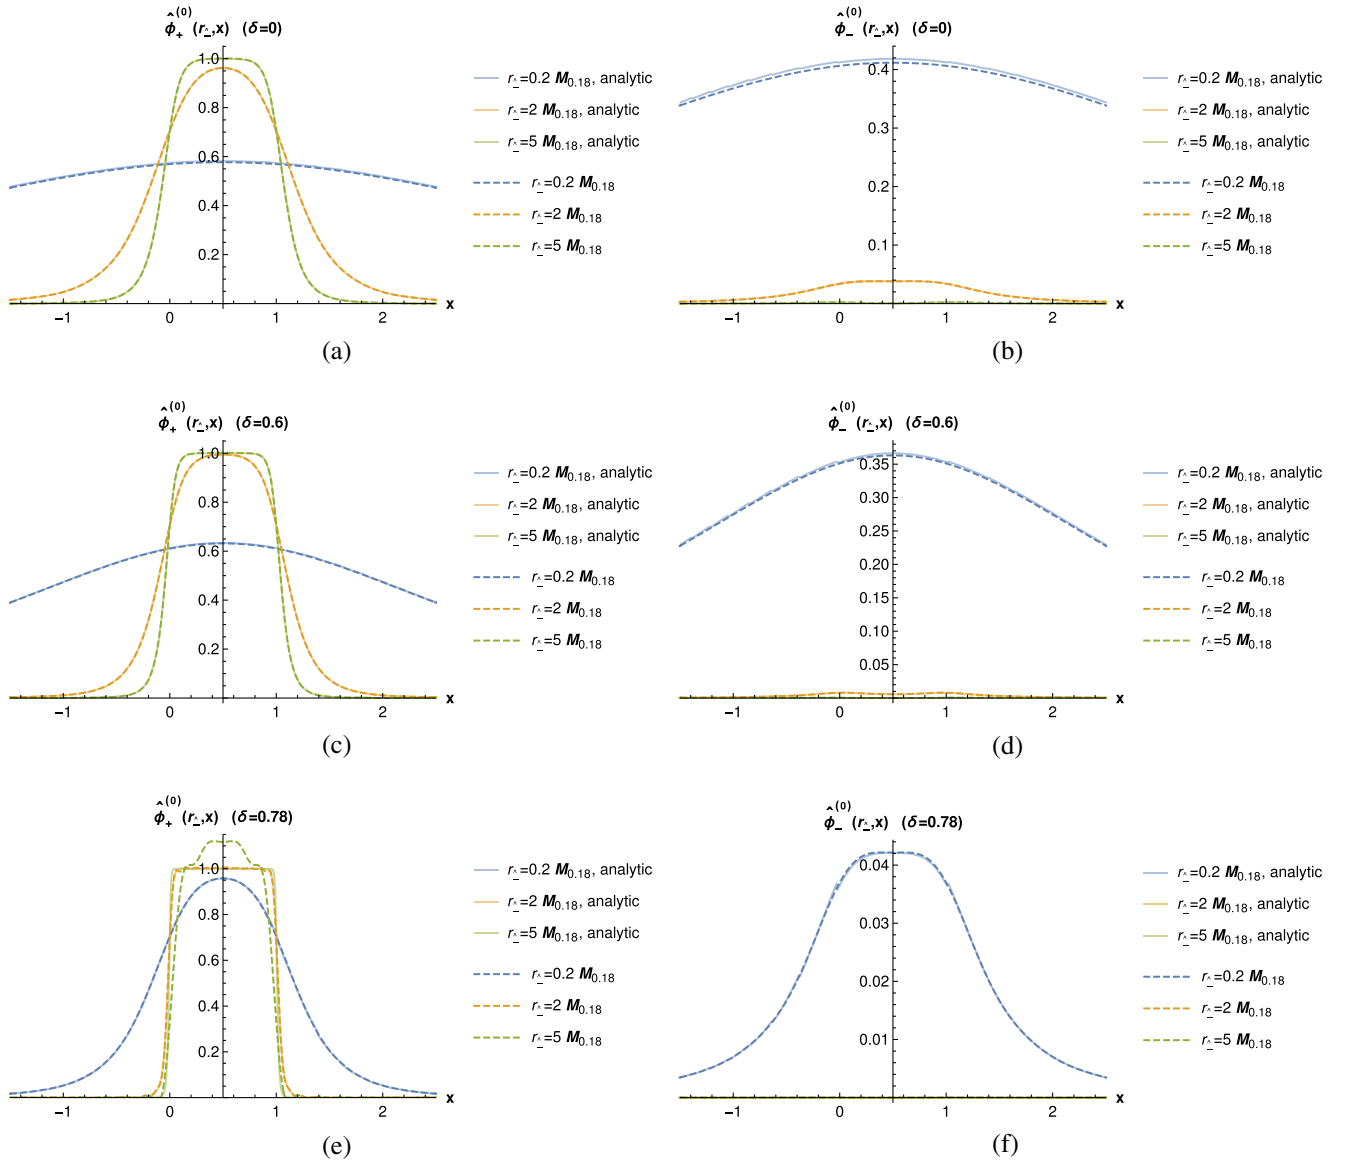 ϕ̂₊⁽⁰⁾ (r₋̂,x) (δ=0)
1.0
0.8
0.6
0.4
0.2
−1 0 1 2 x
r₋̂=0.2 M0.18, analytic
r₋̂=2 M0.18, analytic
r₋̂=5 M0.18, analytic
r₋̂=0.2 M0.18
r₋̂=2 M0.18
r₋̂=5 M0.18
(a)
ϕ̂₋⁽⁰⁾ (r₋̂,x) (δ=0)
0.4
0.3
0.2
0.1
−1 0 1 2 x
r₋̂=0.2 M0.18, analytic
r₋̂=2 M0.18, analytic
r₋̂=5 M0.18, analytic
r₋̂=0.2 M0.18
r₋̂=2 M0.18
r₋̂=5 M0.18
(b)
ϕ̂₊⁽⁰⁾ (r₋̂,x) (δ=0.6)
1.0
0.8
0.6
0.4
0.2
−1 0 1 2 x
r₋̂=0.2 M0.18, analytic
r₋̂=2 M0.18, analytic
r₋̂=5 M0.18, analytic
r₋̂=0.2 M0.18
r₋̂=2 M0.18
r₋̂=5 M0.18
(c)
ϕ̂₋⁽⁰⁾ (r₋̂,x) (δ=0.6)
0.35
0.30
0.25
0.20
0.15
0.10
0.05
−1 0 1 2 x
r₋̂=0.2 M0.18, analytic
r₋̂=2 M0.18, analytic
r₋̂=5 M0.18, analytic
r₋̂=0.2 M0.18
r₋̂=2 M0.18
r₋̂=5 M0.18
(d)
ϕ̂₊⁽⁰⁾ (r₋̂,x) (δ=0.78)
1.0
0.8
0.6
0.4
0.2
−1 0 1 2 x
r₋̂=0.2 M0.18, analytic
r₋̂=2 M0.18, analytic
r₋̂=5 M0.18, analytic
r₋̂=0.2 M0.18
r₋̂=2 M0.18
r₋̂=5 M0.18
(e)
ϕ̂₋⁽⁰⁾ (r₋̂,x) (δ=0.78)
0.04
0.03
0.02
0.01
−1 0 1 2 x
r₋̂=0.2 M0.18, analytic
r₋̂=2 M0.18, analytic
r₋̂=5 M0.18, analytic
r₋̂=0.2 M0.18
r₋̂=2 M0.18
r₋̂=5 M0.18
(f)